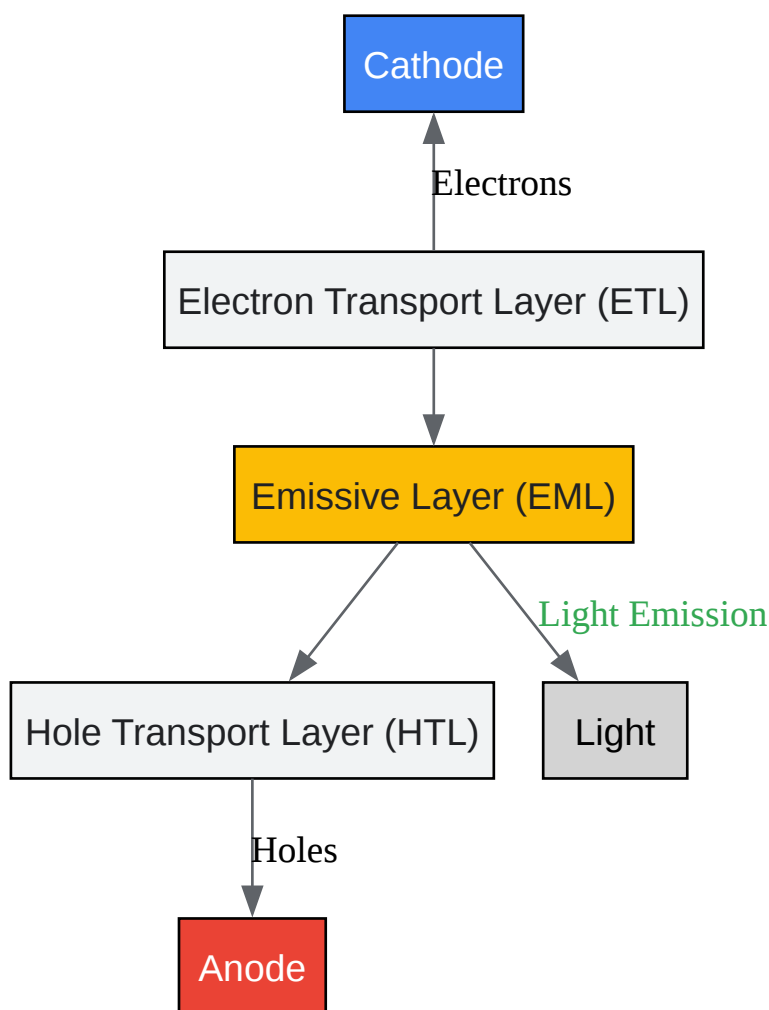 Cathode
Electrons
Electron Transport Layer (ETL)
Emissive Layer (EML)
Light Emission
Hole Transport Layer (HTL)
Light
Holes
Anode